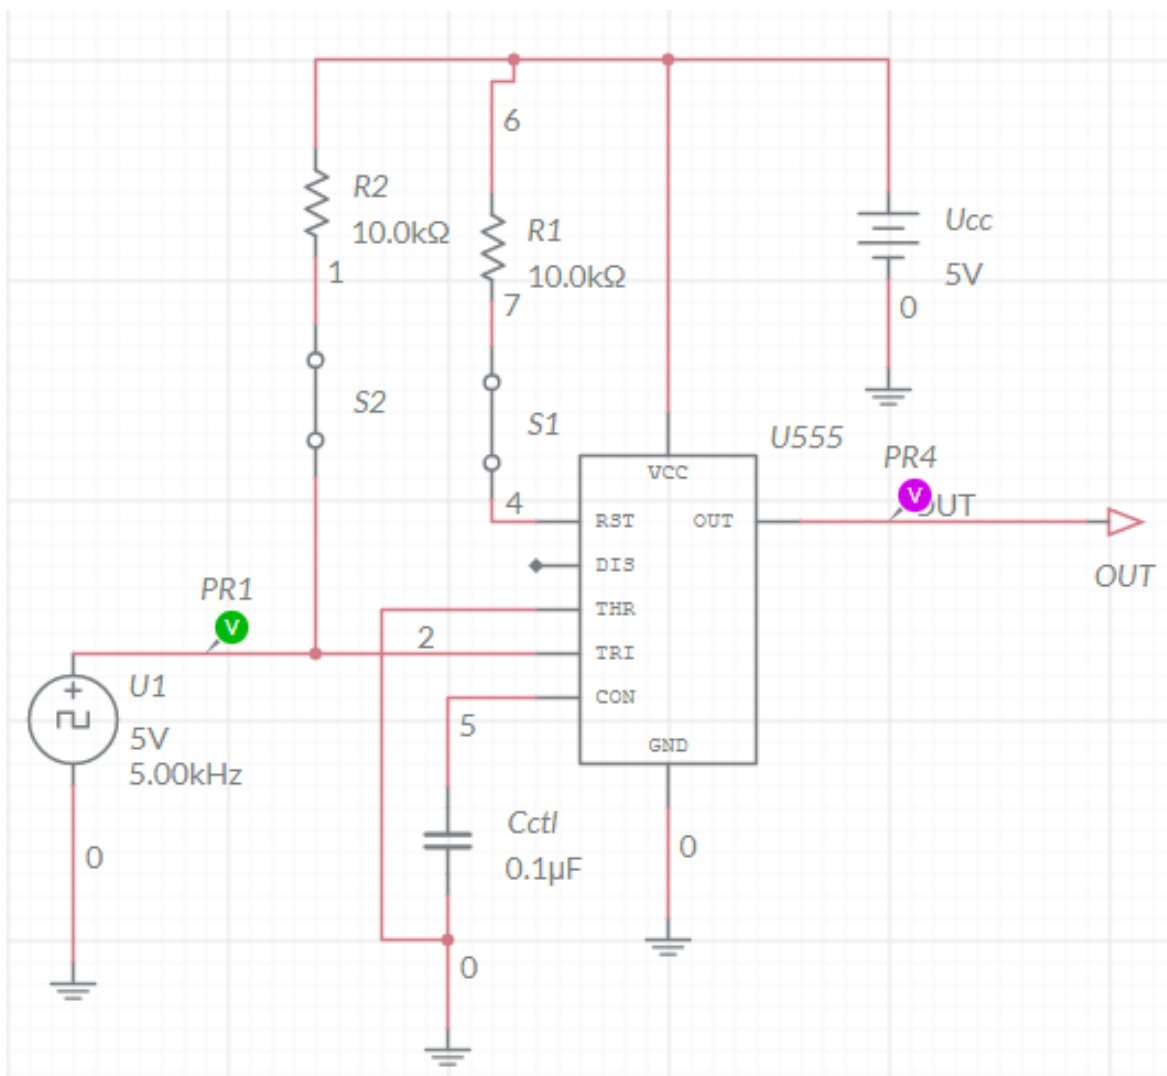 6
R2
10.0kΩ
R1
10.0kΩ
Ucc
5V
1
7
0
S2
S1
U555
PR4
V
VCC
4
RST
OUT
DIS
OUT
PR1
V
THR
2
TRI
U1
5V
5.00kHz
CON
5
GND
Cctl
0.1µF
0
0
0